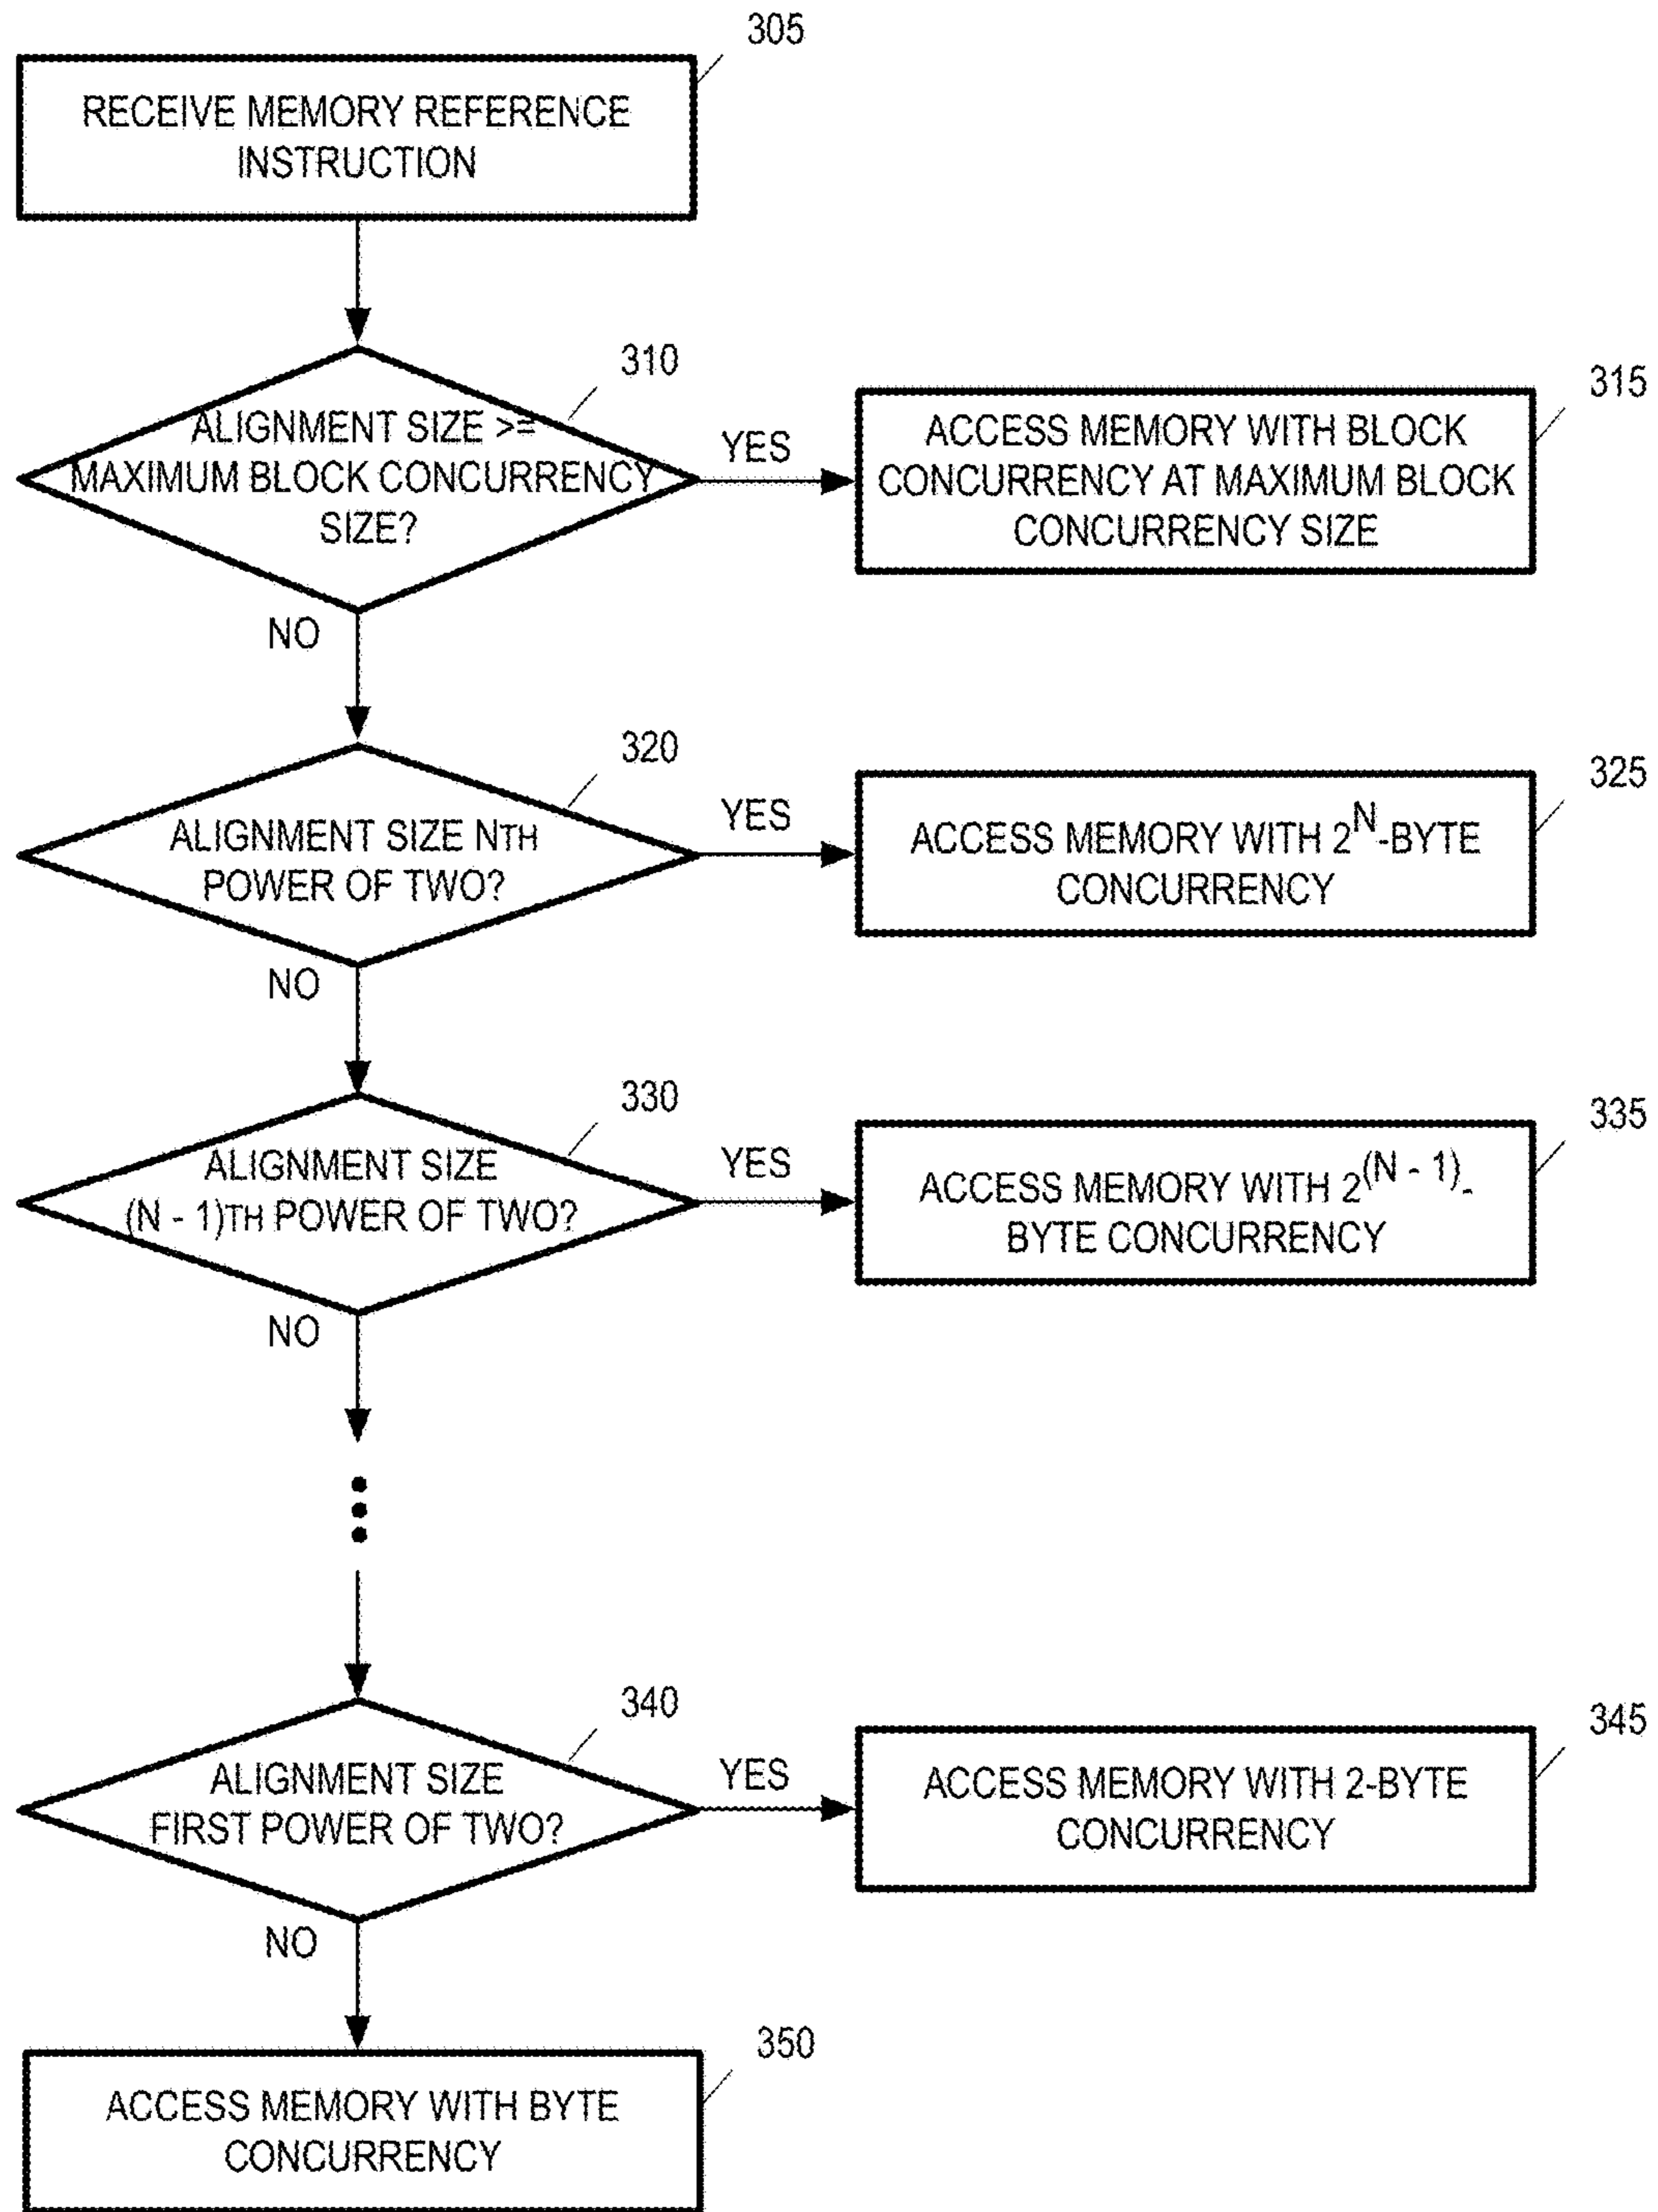 305
RECEIVE MEMORY REFERENCE
INSTRUCTION
310
ALIGNMENT SIZE >=
MAXIMUM BLOCK CONCURRENCY
SIZE?
YES
315
ACCESS MEMORY WITH BLOCK
CONCURRENCY AT MAXIMUM BLOCK
CONCURRENCY SIZE
NO
320
ALIGNMENT SIZE NTH
POWER OF TWO?
YES
325
ACCESS MEMORY WITH 2^N-BYTE
CONCURRENCY
NO
330
ALIGNMENT SIZE
(N - 1)TH POWER OF TWO?
YES
335
ACCESS MEMORY WITH 2^(N - 1)-
BYTE CONCURRENCY
NO
340
ALIGNMENT SIZE
FIRST POWER OF TWO?
YES
345
ACCESS MEMORY WITH 2-BYTE
CONCURRENCY
NO
350
ACCESS MEMORY WITH BYTE
CONCURRENCY